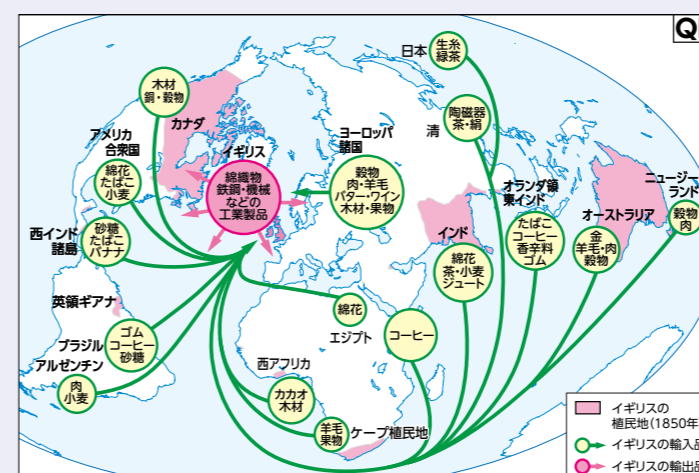 Q
日本
生糸
緑茶
木材
銅・穀物
カナダ
陶磁器
茶・絹
清
アメリカ
合衆国
綿花
たばこ
小麦
イギリス
綿織物
鉄鋼・機械
などの
工業製品
ヨーロッパ
諸国
穀物
肉・羊毛
バター・ワイン
木材・果物
オランダ領
東インド
たばこ
コーヒー
香辛料
ゴム
オーストラリア
金
羊毛・肉
穀物
ニュージー
ランド
穀物
肉
西インド
諸島
砂糖
たばこ
バナナ
インド
綿花
茶・小麦
ジュート
英領ギアナ
綿花
エジプト
コーヒー
ブラジル
ゴム
コーヒー
砂糖
アルゼンチン
肉
小麦
西アフリカ
カカオ
木材
羊毛
果物
ケープ植民地
イギリスの
植民地(1850年
イギリスの輸入品
イギリスの輸出